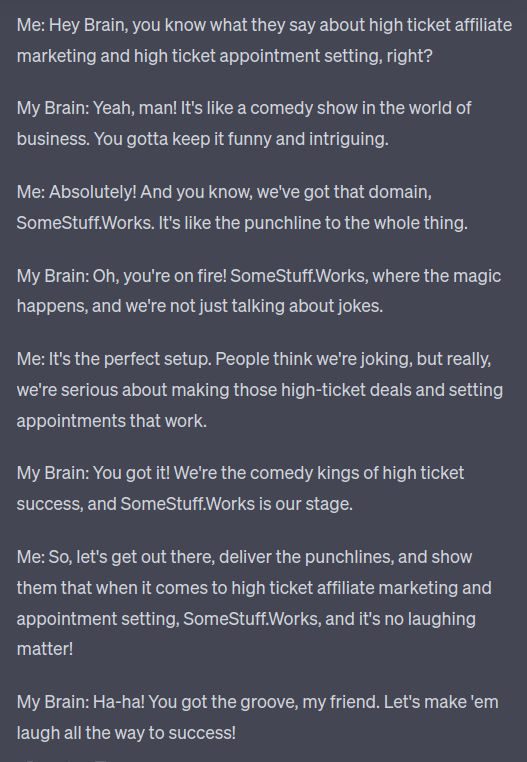 Me: Hey Brain, you know what they say about high ticket affiliate
marketing and high ticket appointment setting, right?
My Brain: Yeah, man! It's like a comedy show in the world of
business. You gotta keep it funny and intriguing.
Me: Absolutely! And you know, we've got that domain,
SomeStuff.Works. It's like the punchline to the whole thing.
My Brain: Oh, you're on fire! SomeStuff.Works, where the magic
happens, and we're not just talking about jokes.
Me: It's the perfect setup. People think we're joking, but really,
we're serious about making those high-ticket deals and setting
appointments that work.
My Brain: You got it! We're the comedy kings of high ticket
success, and SomeStuff.Works is our stage.
Me: So, let's get out there, deliver the punchlines, and show
them that when it comes to high ticket affiliate marketing and
appointment setting, SomeStuff.Works, and it's no laughing
matter!
My Brain: Ha-ha! You got the groove, my friend. Let's make 'em
laugh all the way to success!